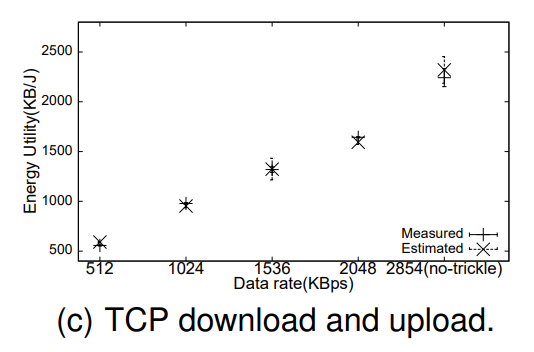 2500
2000
1500
1000
500
Energy Utility(KB/J)
Measured
Estimated
512 1024 1536 2048 2854(no-trickle)
Data rate(KBps)
(c) TCP download and upload.